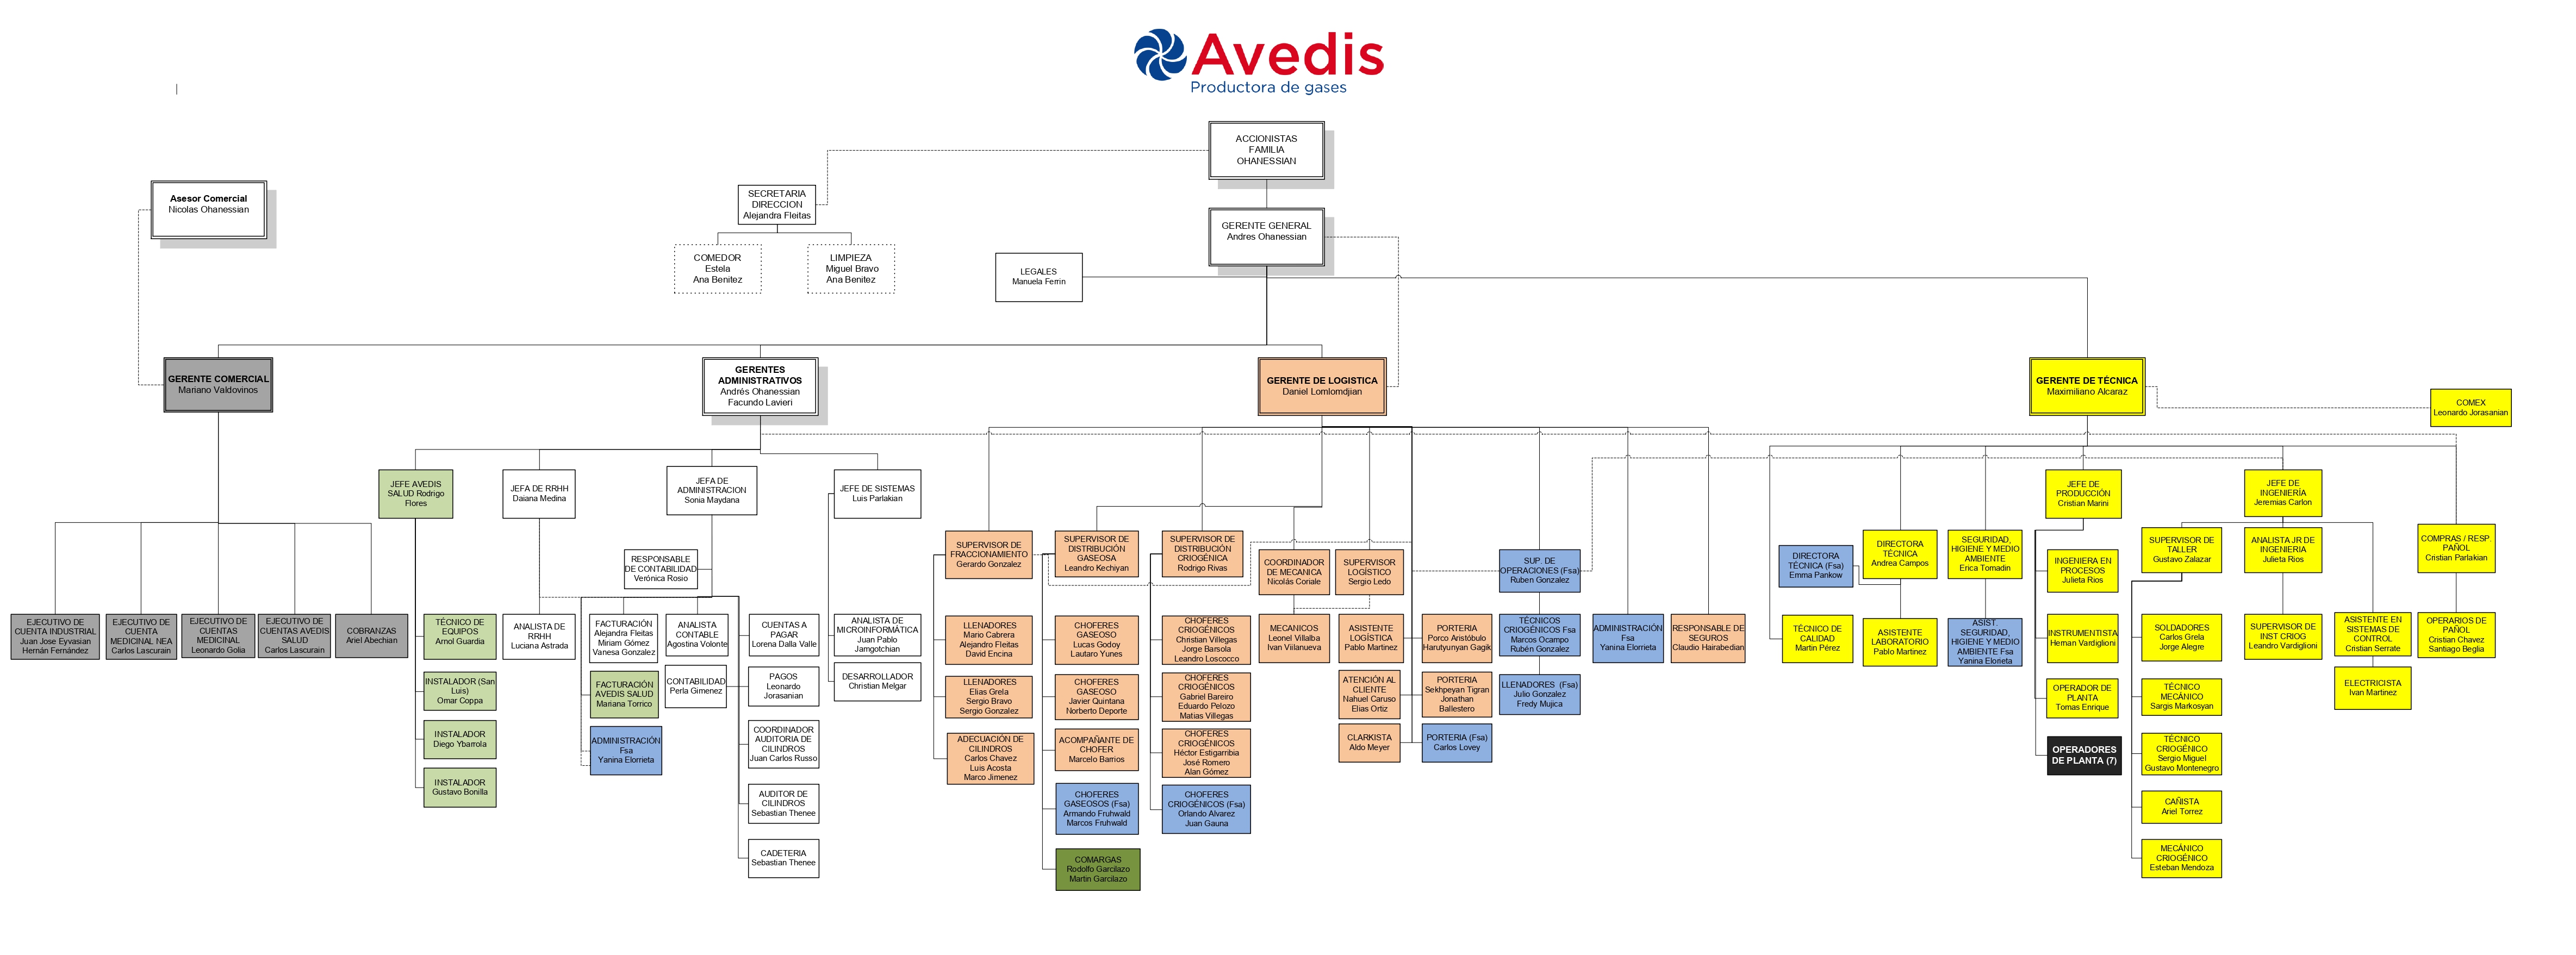 Avedis
Productora de gases
ACCIONISTAS
FAMILIA
OHANESSIAN
Asesor Comercial
Nicolas Ohanessian
SECRETARIA
DIRECCION
Alejandra Fleitas
GERENTE GENERAL
Andres Ohanessian
COMEDOR
Estela
Ana Benitez
LIMPIEZA
Miguel Bravo
Ana Benitez
LEGALES
Manuela Ferrin
GERENTE COMERCIAL
Mariano Valdovinos
GERENTES
ADMINISTRATIVOS
Andrés Ohanessian
Facundo Lavieri
GERENTE DE LOGISTICA
Daniel Lomlomdjian
GERENTE DE TÉCNICA
Maximiliano Alcaraz
COMEX
Leonardo Jorasanian
JEFE AVEDIS
SALUD Rodrigo
Flores
JEFA DE RRHH
Daiana Medina
JEFA DE
ADMINISTRACION
Sonia Maydana
JEFE DE SISTEMAS
Luis Parlakian
JEFE DE
PRODUCCIÓN
Cristian Marini
JEFE DE
INGENIERÍA
Jeremias Carlon
RESPONSABLE
DE CONTABILIDAD
Verónica Rosio
SUPERVISOR DE
FRACCIONAMIENTO
Gerardo Gonzalez
SUPERVISOR DE
DISTRIBUCIÓN
GASEOSA
Leandro Kechiyan
SUPERVISOR DE
DISTRIBUCIÓN
CRIOGÉNICA
Rodrigo Rivas
COORDINADOR
DE MECANICA
Nicolás Coriale
SUPERVISOR
LOGÍSTICO
Sergio Ledo
SUP. DE
OPERACIONES (Fsa)
Ruben Gonzalez
DIRECTORA
TÉCNICA (Fsa)
Emma Pankow
DIRECTORA
TÉCNICA
Andrea Campos
SEGURIDAD,
HIGIENE Y MEDIO
AMBIENTE
Erica Tomadin
INGENIERA EN
PROCESOS
Julieta Rios
SUPERVISOR DE
TALLER
Gustavo Zalazar
ANALISTA JR DE
INGENIERIA
Julieta Rios
COMPRAS / RESP.
PAÑOL
Cristian Parlakian
EJECUTIVO DE
CUENTA INDUSTRIAL
Juan Jose Eyvasian
Hernán Fernández
EJECUTIVO DE
CUENTA
MEDICINAL NEA
Carlos Lascurain
EJECUTIVO DE
CUENTAS
MEDICINAL
Leonardo Golia
EJECUTIVO DE
CUENTAS AVEDIS
SALUD
Carlos Lascurain
COBRANZAS
Ariel Abechian
TÉCNICO DE
EQUIPOS
Arnol Guardia
ANALISTA DE
RRHH
Luciana Astrada
FACTURACIÓN
Alejandra Fleitas
Miriam Gómez
Vanesa Gonzalez
ANALISTA
CONTABLE
Agostina Volonte
CUENTAS A
PAGAR
Lorena Dalla Valle
ANALISTA DE
MICROINFORMÁTICA
Juan Pablo
Jamgotchian
LLENADORES
Mario Cabrera
Alejandro Fleitas
David Encina
CHOFERES
GASEOSO
Lucas Godoy
Lautaro Yunes
CHOFERES
CRIOGÉNICOS
Christian Villegas
Jorge Barsola
Leandro Loscocco
MECANICOS
Leonel Villalba
Ivan Viilanueva
ASISTENTE
LOGÍSTICA
Pablo Martinez
PORTERIA
Porco Aristóbulo
Harutyunyan Gagik
TÉCNICOS
CRIOGÉNICOS Fsa
Marcos Ocampo
Rubén Gonzalez
ADMINISTRACIÓN
Fsa
Yanina Elorrieta
RESPONSABLE DE
SEGUROS
Claudio Hairabedian
TÉCNICO DE
CALIDAD
Martin Pérez
ASISTENTE
LABORATORIO
Pablo Martinez
ASIST.
SEGURIDAD,
HIGIENE Y MEDIO
AMBIENTE Fsa
Yanina Elorieta
INSTRUMENTISTA
Hernan Vardiglioni
SOLDADORES
Carlos Grela
Jorge Alegre
SUPERVISOR DE
INST CRIOG
Leandro Vardiglioni
ASISTENTE EN
SISTEMAS DE
CONTROL
Cristian Serrate
OPERARIOS DE
PAÑOL
Cristian Chavez
Santiago Beglia
INSTALADOR (San
Luis)
Omar Coppa
FACTURACIÓN
AVEDIS SALUD
Mariana Torrico
CONTABILIDAD
Perla Gimenez
PAGOS
Leonardo
Jorasanian
DESARROLLADOR
Christian Melgar
LLENADORES
Elias Grela
Sergio Bravo
Sergio Gonzalez
CHOFERES
GASEOSO
Javier Quintana
Norberto Deporte
CHOFERES
CRIOGÉNICOS
Gabriel Bareiro
Eduardo Pelozo
Matias Villegas
ATENCIÓN AL
CLIENTE
Nahuel Caruso
Elias Ortiz
PORTERIA
Sekhpeyan Tigran
Jonathan
Ballestero
LLENADORES (Fsa)
Julio Gonzalez
Fredy Mujica
OPERADOR DE
PLANTA
Tomas Enrique
TÉCNICO
MECÁNICO
Sargis Markosyan
ELECTRICISTA
Ivan Martinez
INSTALADOR
Diego Ybarrola
ADMINISTRACIÓN
Fsa
Yanina Elorrieta
COORDINADOR
AUDITORIA DE
CILINDROS
Juan Carlos Russo
ADECUACIÓN DE
CILINDROS
Carlos Chavez
Luis Acosta
Marco Jimenez
ACOMPAÑANTE DE
CHOFER
Marcelo Barrios
CHOFERES
CRIOGÉNICOS
Héctor Estigarribia
José Romero
Alan Gómez
CLARKISTA
Aldo Meyer
PORTERIA (Fsa)
Carlos Lovey
OPERADORES
DE PLANTA (7)
TÉCNICO
CRIOGÉNICO
Sergio Miguel
Gustavo Montenegro
INSTALADOR
Gustavo Bonilla
AUDITOR DE
CILINDROS
Sebastian Thenee
CHOFERES
GASEOSOS (Fsa)
Armando Fruhwald
Marcos Fruhwald
CHOFERES
CRIOGÉNICOS (Fsa)
Orlando Alvarez
Juan Gauna
CAÑISTA
Ariel Torrez
CADETERIA
Sebastian Thenee
COMARGAS
Rodolfo Garcilazo
Martin Garcilazo
MECÁNICO
CRIOGÉNICO
Esteban Mendoza